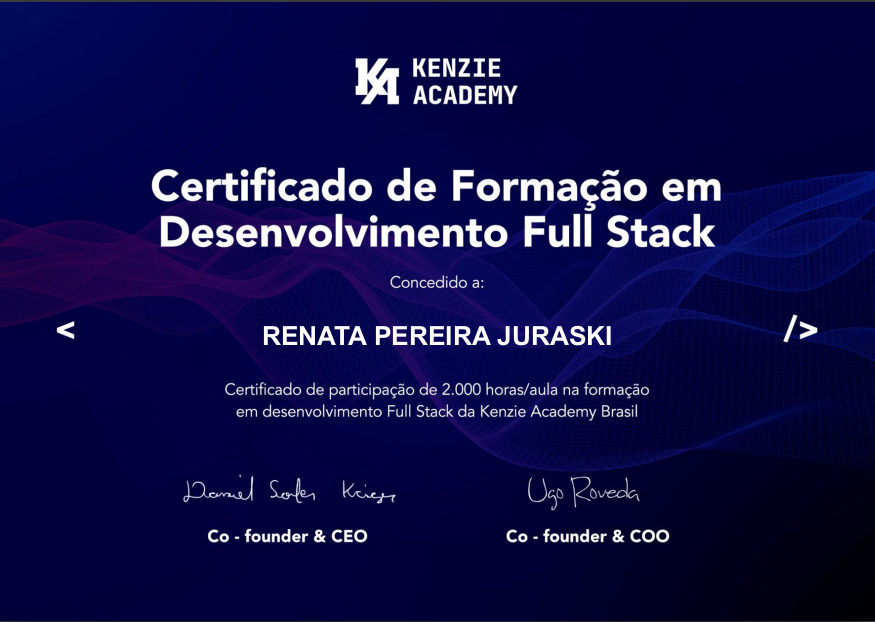 KENZIE
ACADEMY
Certificado de Formação em
Desenvolvimento Full Stack
Concedido a:
< RENATA PEREIRA JURASKI />
Certificado de participação de 2.000 horas/aula na formação
em desenvolvimento Full Stack da Kenzie Academy Brasil
Daniel Ugo Roveda
Co - founder & CEO Co - founder & COO